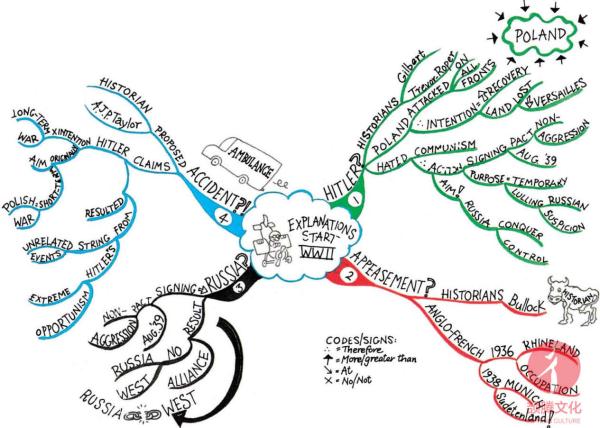 EXPLANATIONS
START
WWII
1
HITLER?
HISTORIANS
Gilbert
Trevor-Roper
POLAND ATTACKED
ON
ALL
FRONTS
POLAND
∴ INTENTION =
RECOVERY
LAND LOST
VERSAILLES
HATED COMMUNISM
SIGNING PACT
NON-
AGGRESSION
AUG 39
PURPOSE = TEMPORARY
LULLING RUSSIAN
SUSPICION
AIM!
RUSSIA CONQUER
CONTROL
2
APPEASEMENT?
HISTORIANS
Bullock
HISTORIAN
ANGLO-FRENCH
1936
RHINELAND
OCCUPATION
1938 MUNICH
Sudetenland!
3
RUSSIA?
SIGNING
PACT
NON-
AGGRESSION
AUG.'39
RESULT
NO
ALLIANCE
RUSSIA
WEST
RUSSIA
WEST
4
ACCIDENT?!
AMBULANCE
PROPOSED
HISTORIAN
A.J.P.Taylor
HITLER CLAIMS
X INTENTION
LONG-TERM
WAR
AIM ORIGINAL
SHORT-TERM
POLISH
WAR
RESULTED
FROM
STRING
UNRELATED
EVENTS
HITLER'S
EXTREME
OPPORTUNISM
CODES/SIGNS:
∴ = Therefore
↑ = More/greater than
↘ = At
X = No/Not